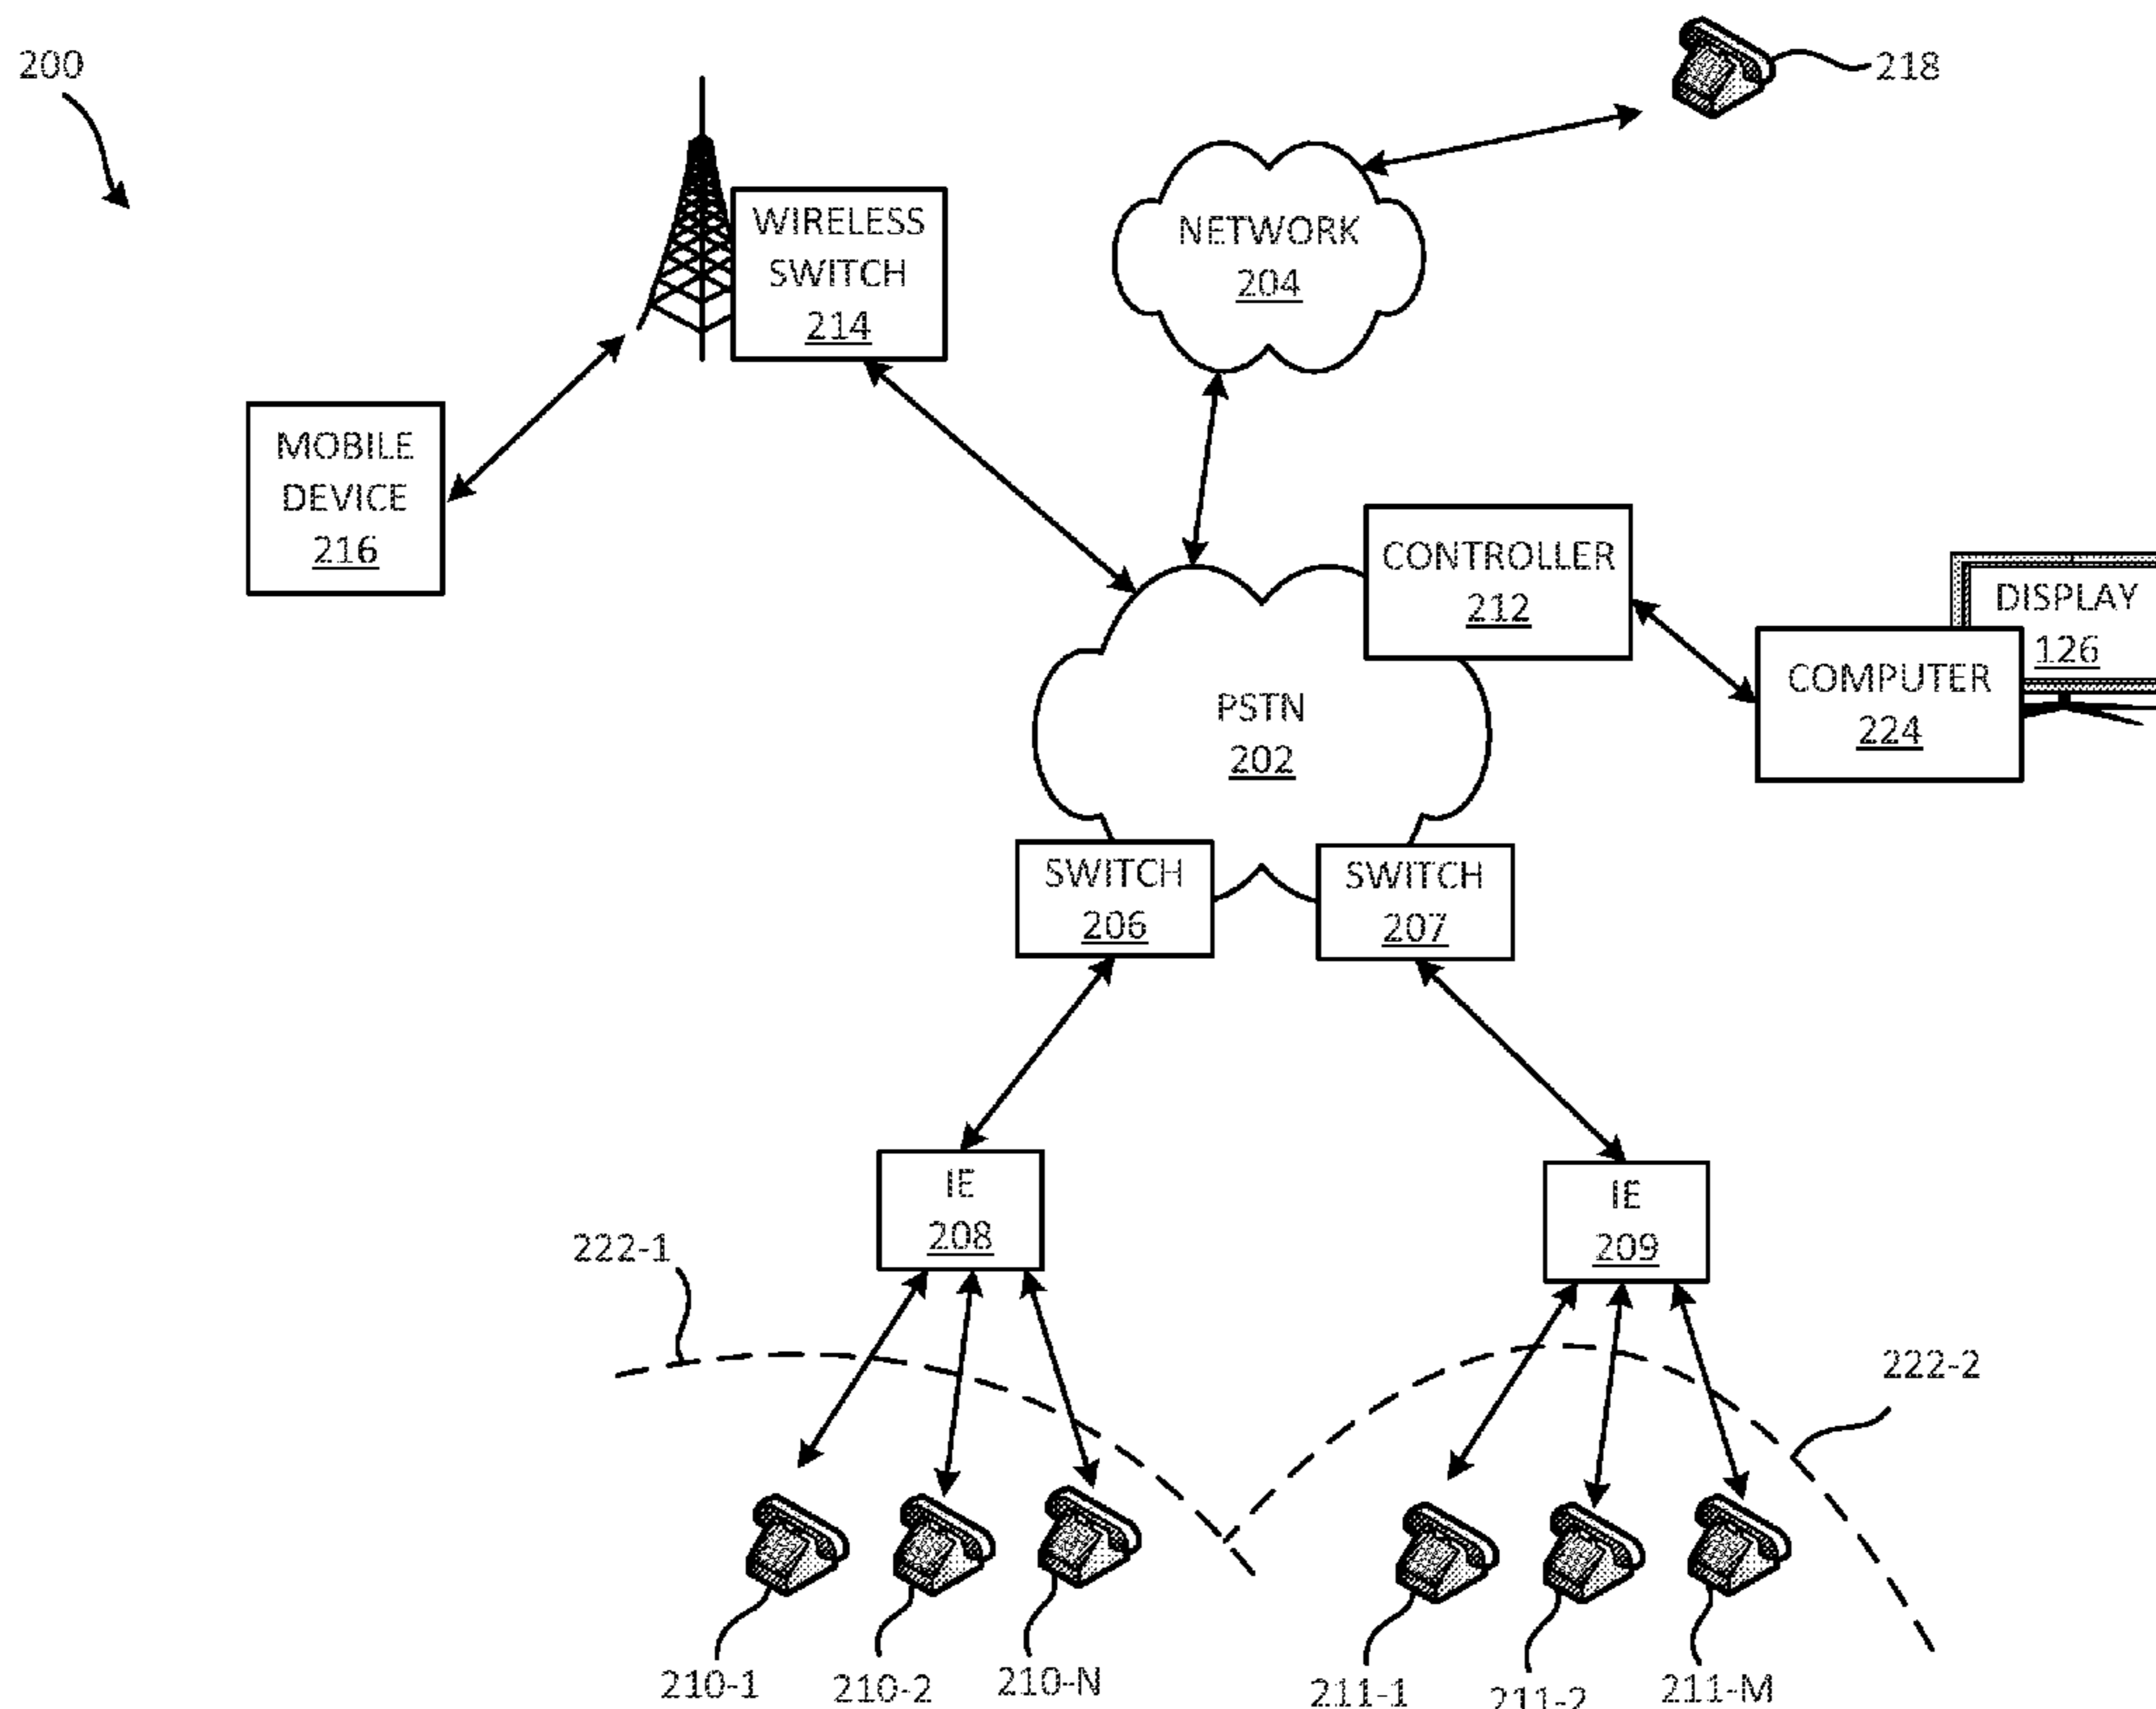 200
218
WIRELESS
SWITCH
214
NETWORK
204
MOBILE
DEVICE
216
CONTROLLER
212
DISPLAY
126
COMPUTER
224
PSTN
202
SWITCH
206
SWITCH
207
IE
208
IE
209
222-1
222-2
210-1
210-2
210-N
211-1
211-2
211-M